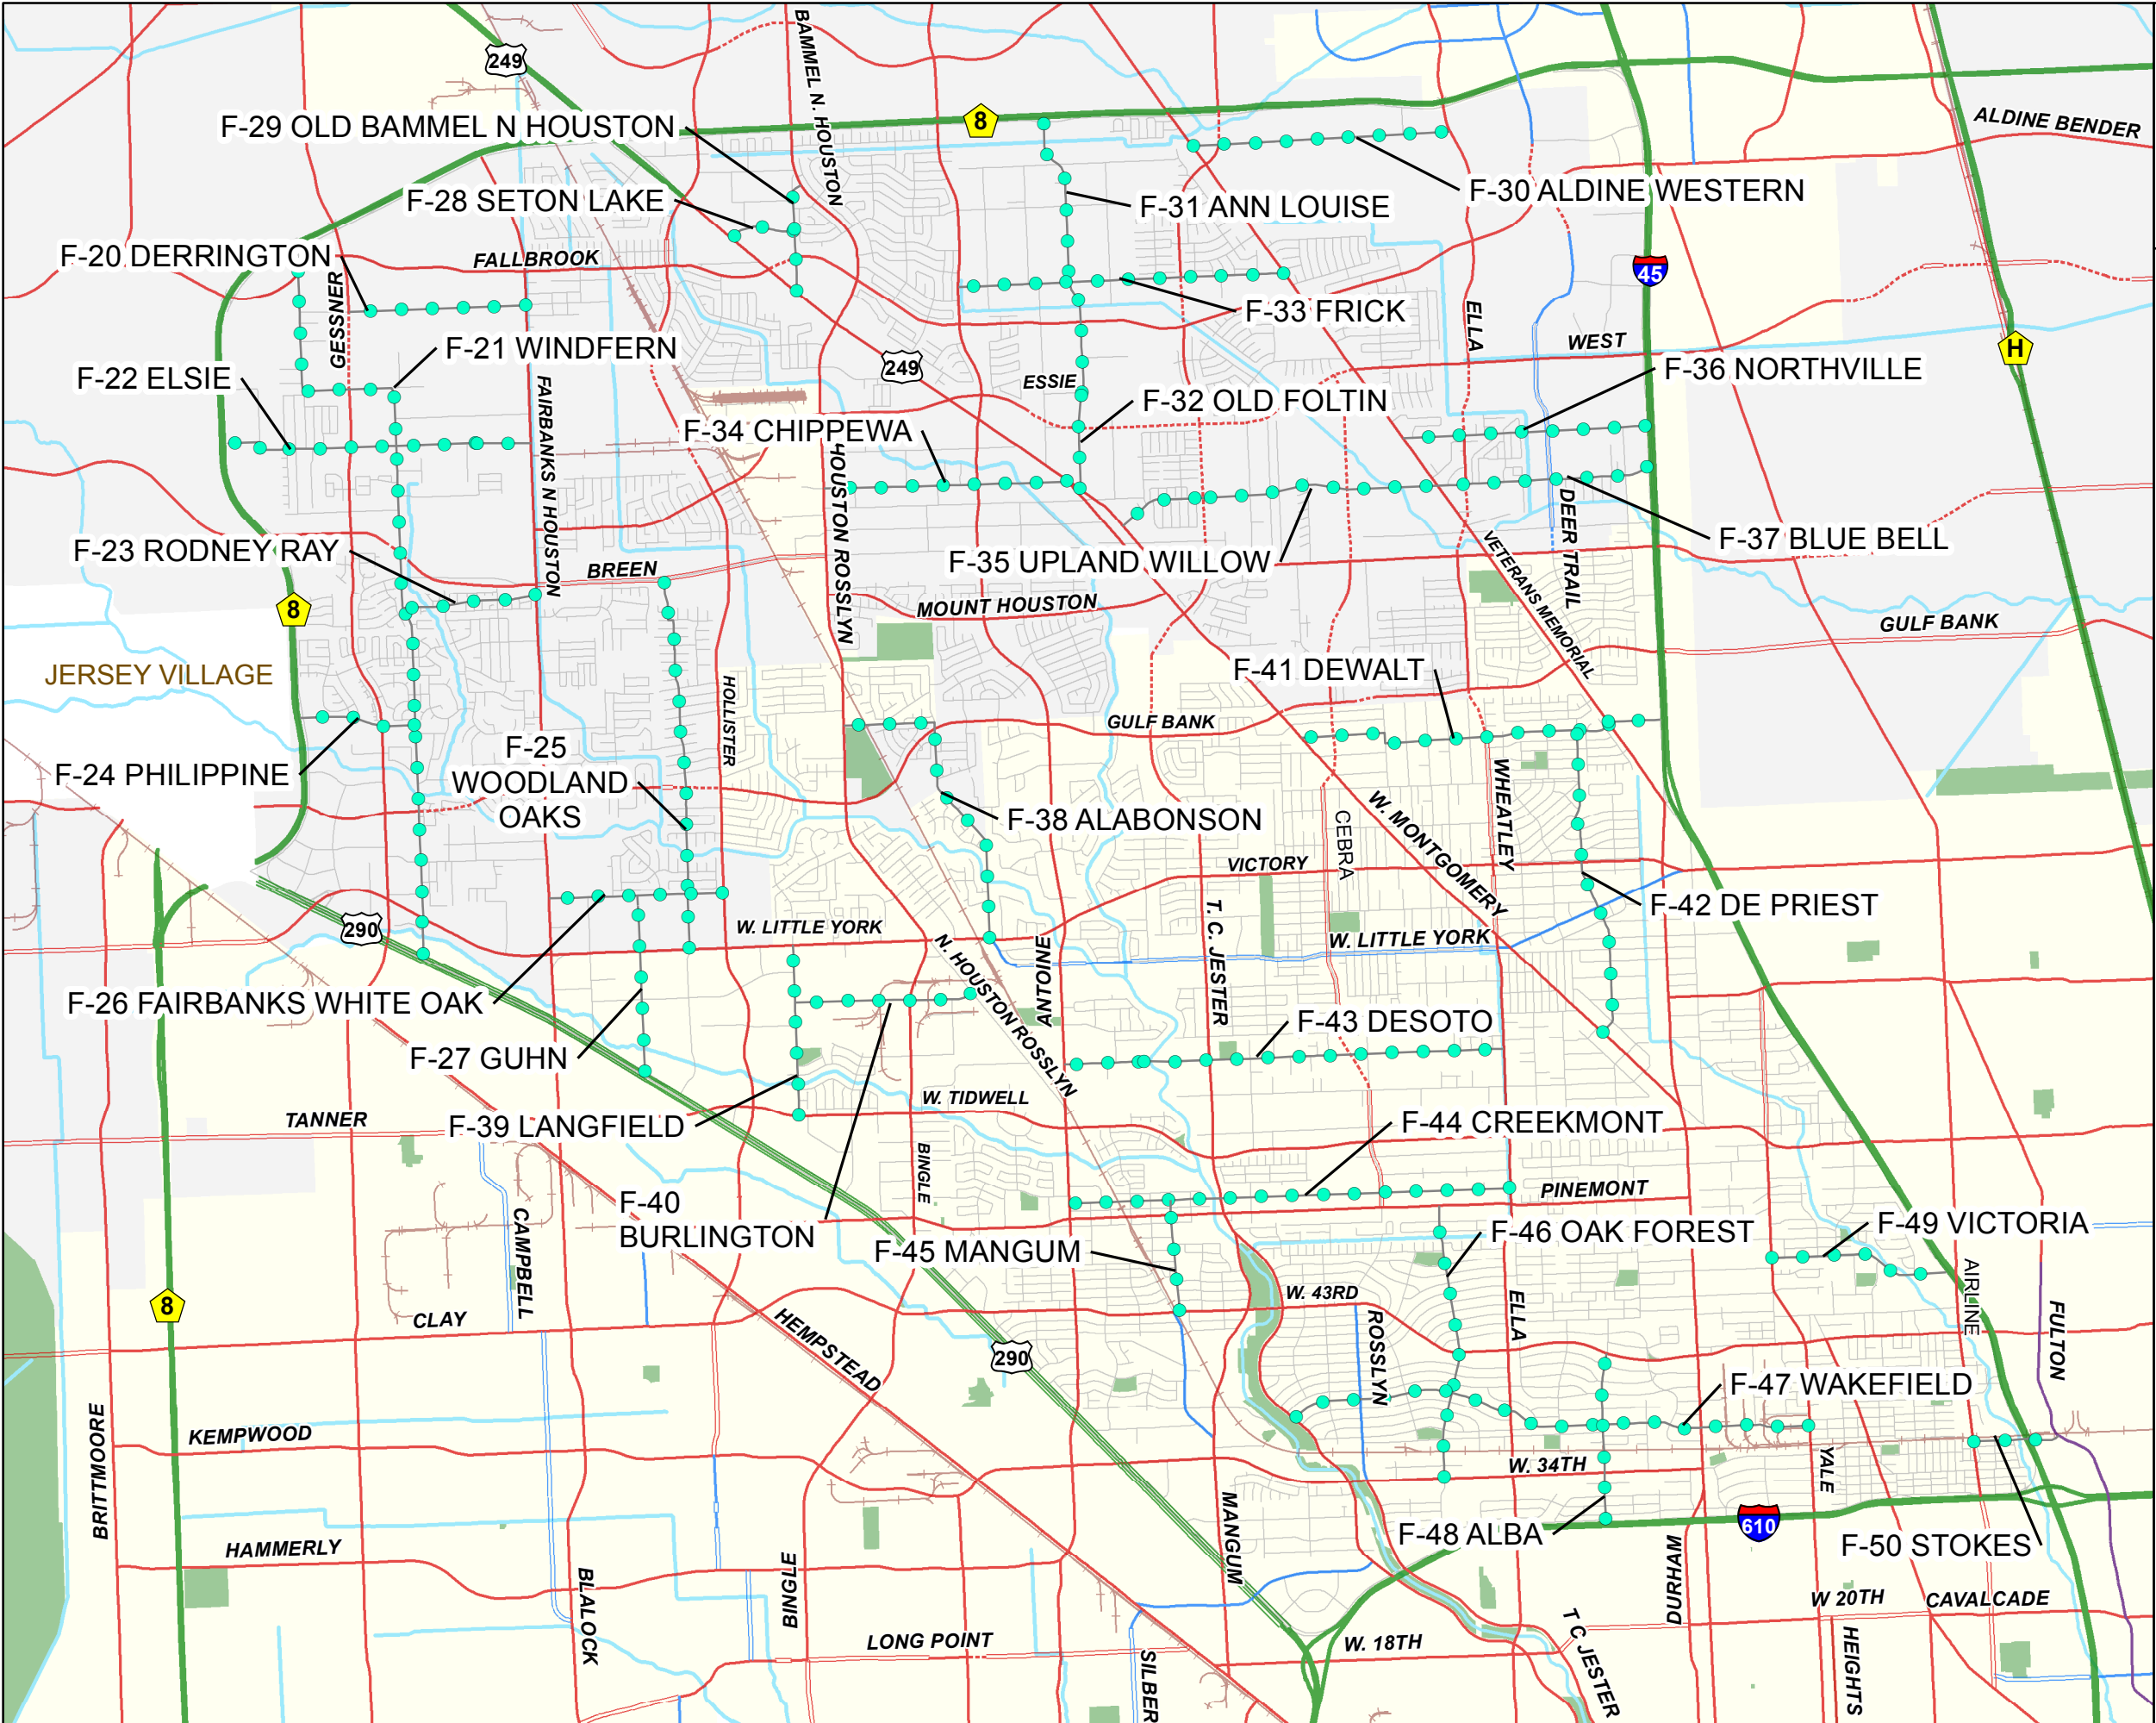 249
BAMMEL N. HOUSTON
8
F-29 OLD BAMMEL N HOUSTON
ALDINE BENDER
F-28 SETON LAKE
F-31 ANN LOUISE
F-30 ALDINE WESTERN
F-20 DERRINGTON
FALLBROOK
GESSNER
45
F-33 FRICK
ELLA
WEST
H
F-21 WINDFERN
249
F-22 ELSIE
ESSIE
F-36 NORTHVILLE
FAIRBANKS N HOUSTON
F-32 OLD FOLTIN
F-34 CHIPPEWA
HOUSTON ROSSLYN
DEER TRAIL
F-37 BLUE BELL
F-23 RODNEY RAY
BREEN
F-35 UPLAND WILLOW
VETERANS MEMORIAL
8
MOUNT HOUSTON
GULF BANK
JERSEY VILLAGE
HOLLISTER
F-41 DEWALT
GULF BANK
F-24 PHILIPPINE
F-25
WOODLAND
OAKS
F-38 ALABONSON
CEBRA
W. MONTGOMERY
WHEATLEY
VICTORY
F-42 DE PRIEST
290
W. LITTLE YORK
W. LITTLE YORK
T. C. JESTER
ANTOINE
N. HOUSTON ROSSLYN
F-26 FAIRBANKS WHITE OAK
F-43 DESOTO
F-27 GUHN
W. TIDWELL
TANNER
F-39 LANGFIELD
F-44 CREEKMONT
BINGLE
PINEMONT
F-40
BURLINGTON
CAMPBELL
F-45 MANGUM
F-46 OAK FOREST
F-49 VICTORIA
8
CLAY
W. 43RD
ROSSLYN
ELLA
AIRLINE
FULTON
HEMPSTEAD
290
F-47 WAKEFIELD
BRITTMOORE
KEMPWOOD
W. 34TH
YALE
MANGUM
F-48 ALBA
610
F-50 STOKES
HAMMERLY
BLALOCK
BINGLE
DURHAM
W 20TH
CAVALCADE
LONG POINT
SILBER
W. 18TH
T C JESTER
HEIGHTS